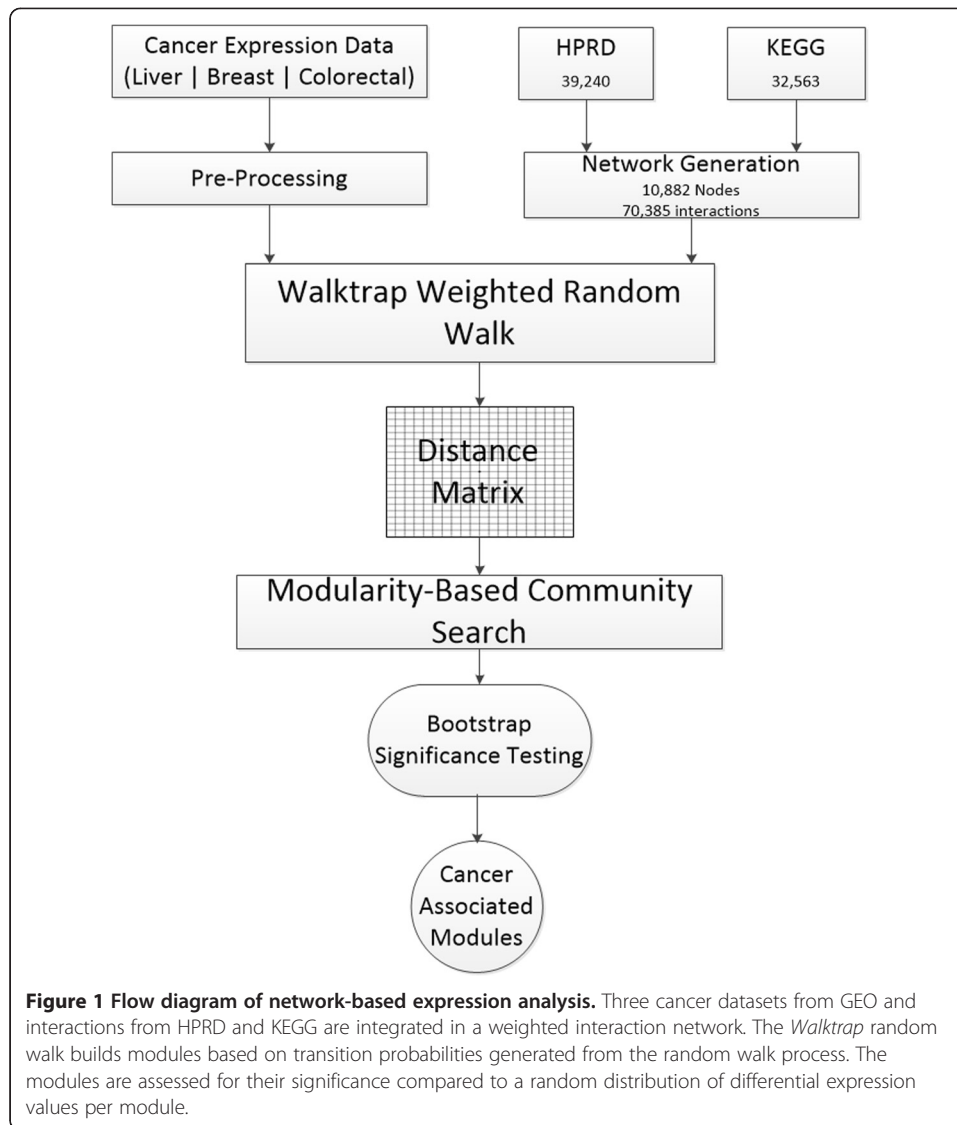 Cancer Expression Data
(Liver | Breast | Colorectal)
HPRD
39,240
KEGG
32,563
Pre-Processing
Network Generation
10,882 Nodes
70,385 interactions
Walktrap Weighted Random
Walk
Distance
Matrix
Modularity-Based Community
Search
Bootstrap
Significance Testing
Cancer
Associated
Modules
Figure 1 Flow diagram of network-based expression analysis. Three cancer datasets from GEO and
interactions from HPRD and KEGG are integrated in a weighted interaction network. The Walktrap random
walk builds modules based on transition probabilities generated from the random walk process. The
modules are assessed for their significance compared to a random distribution of differential expression
values per module.